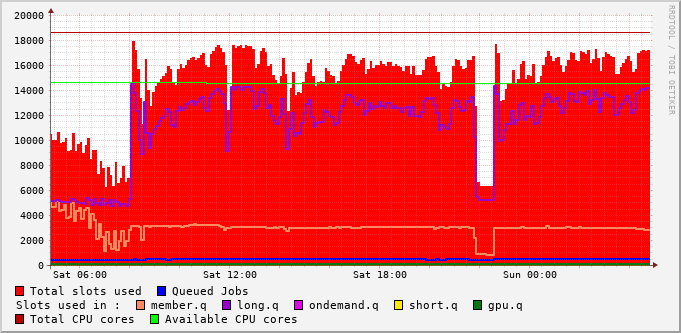 20000
18000
16000
14000
12000
10000
8000
6000
4000
2000
0
Sat 06:00 Sat 12:00 Sat 18:00 Sun 00:00
RRDTOOL / TOBI OETIKER
Total slots used Queued Jobs
Slots used in : member.q long.q ondemand.q short.q gpu.q
Total CPU cores Available CPU cores